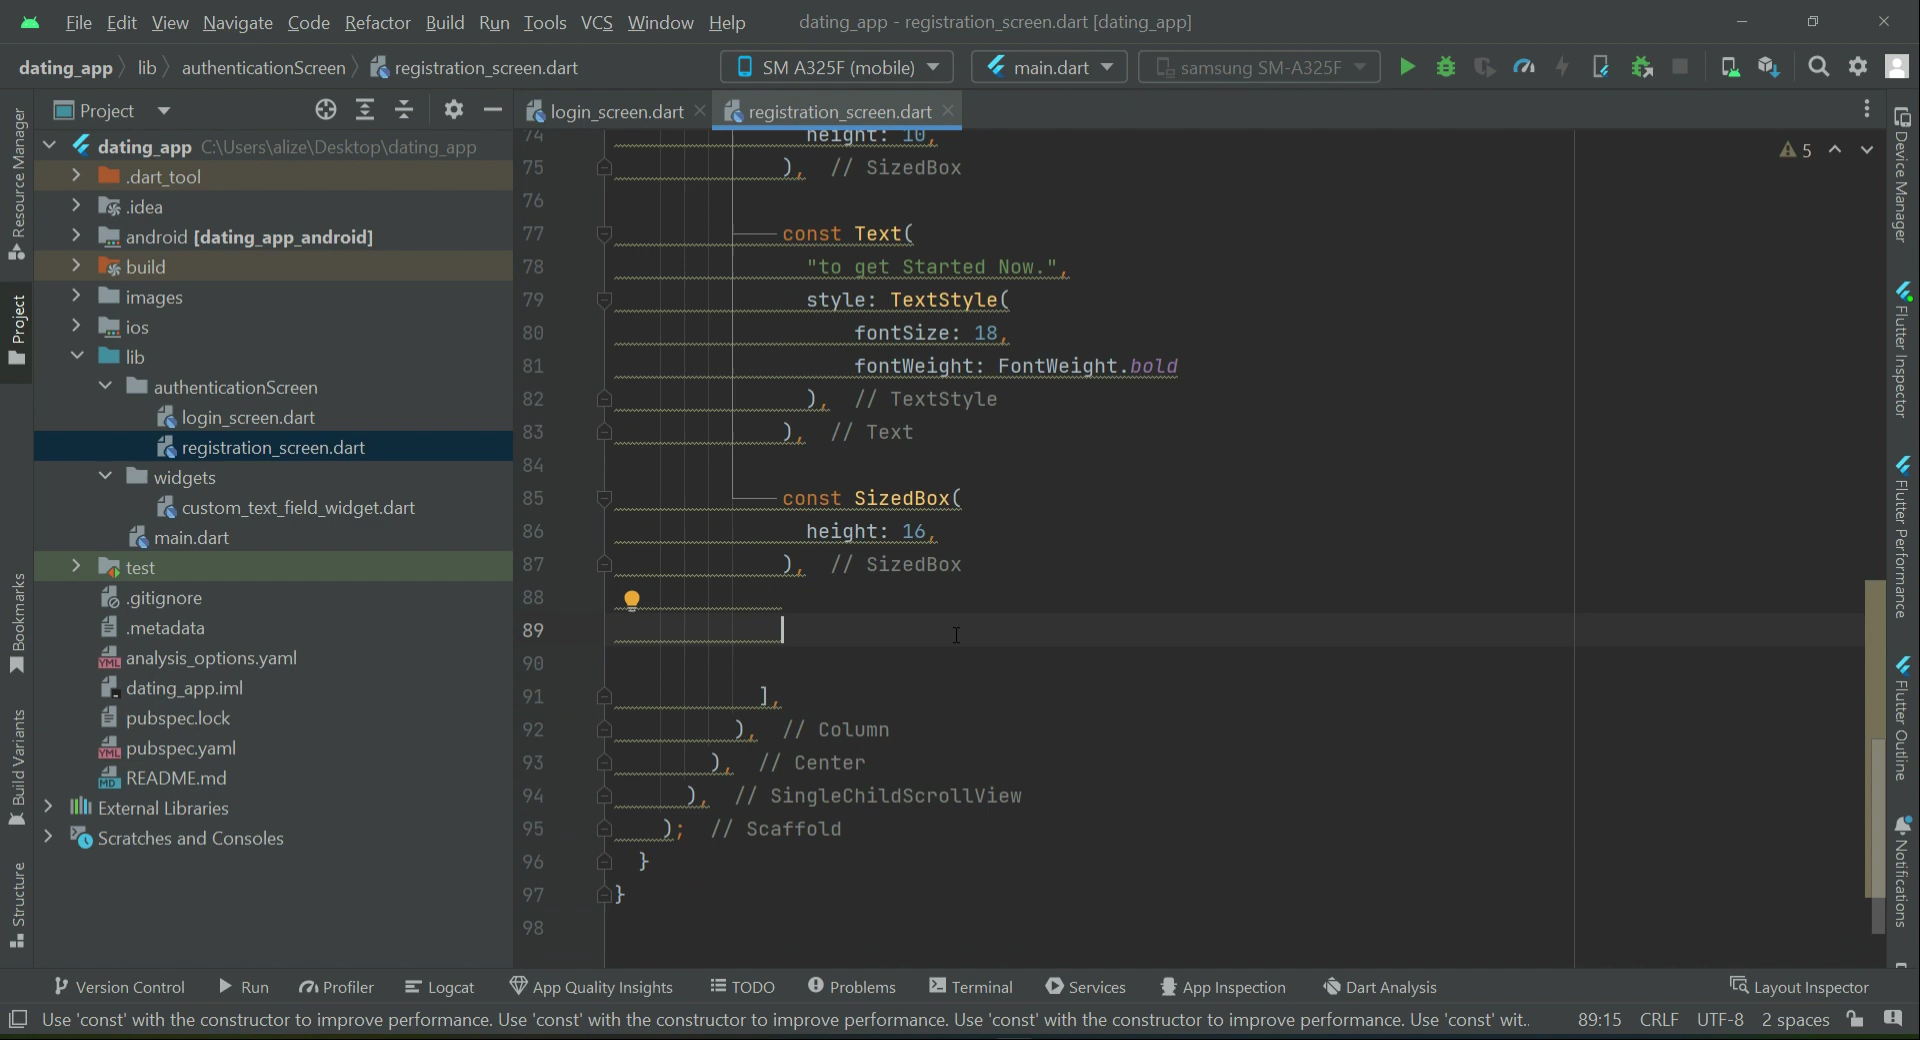 File Edit View Navigate Code Refactor Build Run Tools VCS Window Help dating_app - registration_screen.dart [dating_app]
dating_app lib authenticationScreen registration_screen.dart SM A325F (mobile) main.dart samsung SM-A325F
Project
login_screen.dart registration_screen.dart
Resource Manager
Project
Bookmarks
Build Variants
Structure
dating_app C:\Users\alize\Desktop\dating_app
.dart_tool
.idea
android [dating_app_android]
build
images
ios
lib
authenticationScreen
login_screen.dart
registration_screen.dart
widgets
custom_text_field_widget.dart
main.dart
test
.gitignore
.metadata
analysis_options.yaml
dating_app.iml
pubspec.lock
pubspec.yaml
README.md
External Libraries
Scratches and Consoles
5
74 height: 10,
75 ), // SizedBox
76
77 const Text(
78 "to get Started Now.",
79 style: TextStyle(
80 fontSize: 18,
81 fontWeight: FontWeight.bold
82 ), // TextStyle
83 ), // Text
84
85 const SizedBox(
86 height: 16,
87 ), // SizedBox
88
89
90
91 ],
92 ), // Column
93 ), // Center
94 ), // SingleChildScrollView
95 ); // Scaffold
96 }
97 }
98
Device Manager
Flutter Inspector
Flutter Performance
Flutter Outline
Notifications
Version Control Run Profiler Logcat App Quality Insights TODO Problems Terminal Services App Inspection Dart Analysis Layout Inspector
Use 'const' with the constructor to improve performance. Use 'const' with the constructor to improve performance. Use 'const' with the constructor to improve performance. Use 'const' wit.. 89:15 CRLF UTF-8 2 spaces